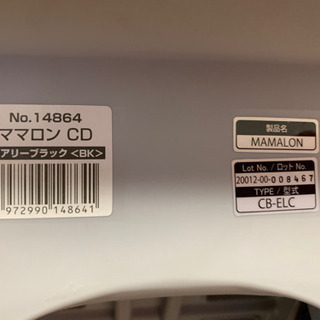 No.14864
ママロン CD
アリーブラック <BK>
972990 148641
製品名
MAMALON
Lot No. / ロット No.
20012-00-008467
TYPE / 型式
CB-ELC